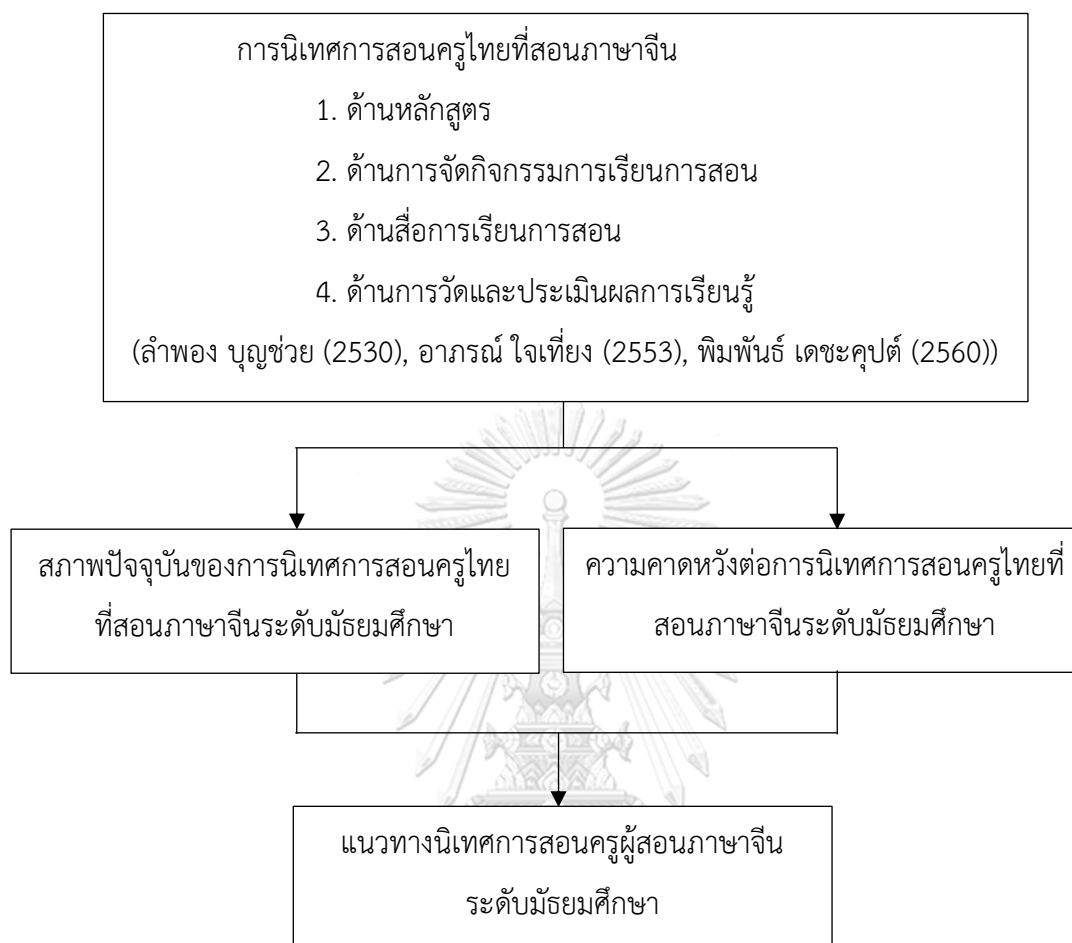 การนิเทศการสอนครูไทยที่สอนภาษาจีน
1. ด้านหลักสูตร
2. ด้านการจัดกิจกรรมการเรียนการสอน
3. ด้านสื่อการเรียนการสอน
4. ด้านการวัดและประเมินผลการเรียนรู้
(ลำพอง บุญช่วย (2530), อาภรณ์ ใจเที่ยง (2553), พิมพันธ์ เดชะคุปต์ (2560))
สภาพปัจจุบันของการนิเทศการสอนครูไทย
ที่สอนภาษาจีนระดับมัธยมศึกษา
ความคาดหวังต่อการนิเทศการสอนครูไทยที่
สอนภาษาจีนระดับมัธยมศึกษา
แนวทางนิเทศการสอนครูผู้สอนภาษาจีน
ระดับมัธยมศึกษา